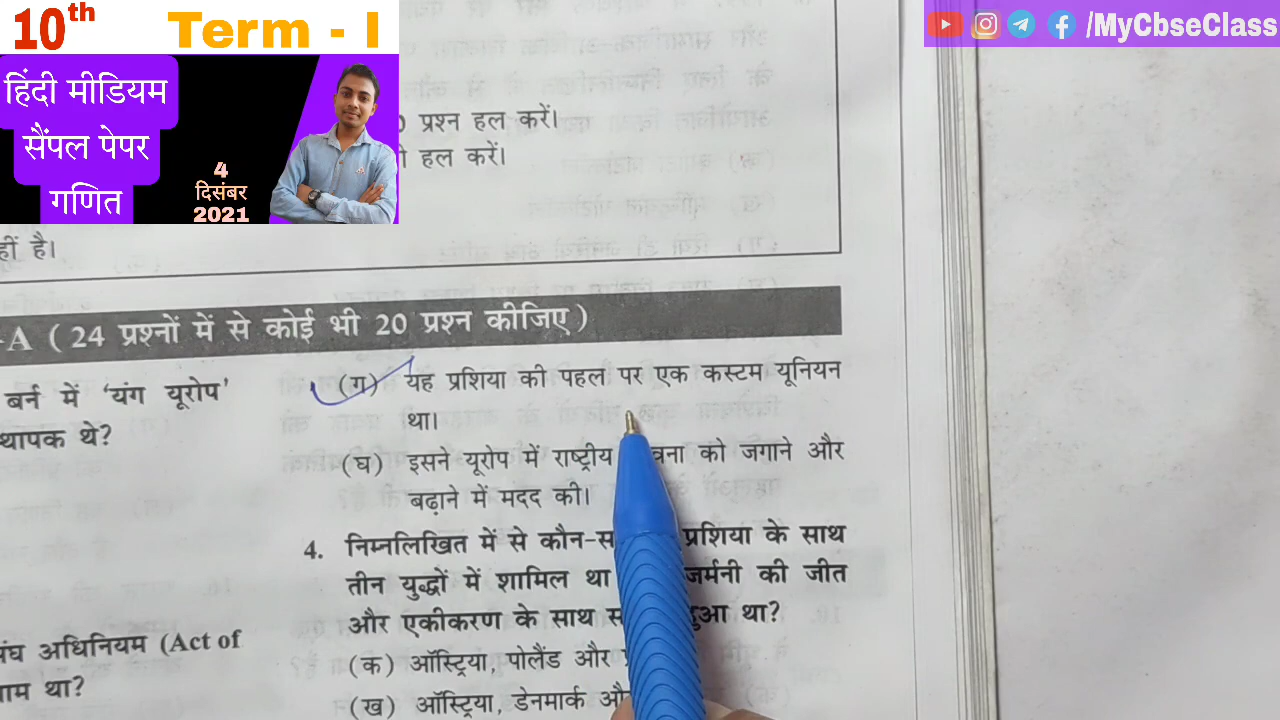 10th Term - I
/MyCbseClass
हिंदी मीडियम
सैंपल पेपर
गणित
4
दिसंबर
2021
प्रश्न हल करें।
हल करें।
हीं है।
-A ( 24 प्रश्नों में से कोई भी 20 प्रश्न कीजिए )
बर्न में ‘यंग यूरोप’
थापक थे?
संघ अधिनियम (Act of
नाम था?
(ग) यह प्रशिया की पहल पर एक कस्टम यूनियन
था।
(घ) इसने यूरोप में राष्ट्रीय को जगाने और
बढ़ाने में मदद की।
4. निम्नलिखित में से कौन-स प्रशिया के साथ
तीन युद्धों में शामिल था जर्मनी की जीत
और एकीकरण के साथ स हुआ था?
(क) ऑस्ट्रिया, पोलैंड और
(ख) ऑस्ट्रिया, डेनमार्क औ